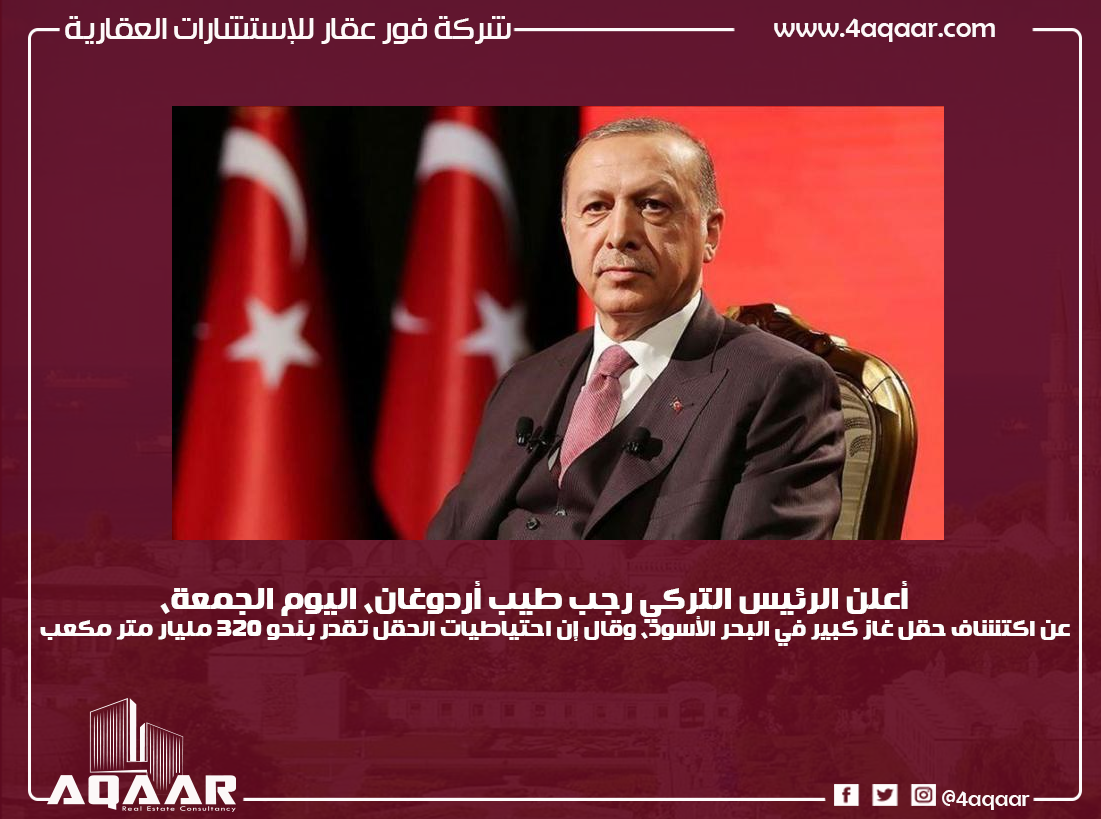 شركة فور عقار للإستشارات العقارية
www.4aqaar.com
أعلن الرئيس التركي رجب طيب أردوغان، اليوم الجمعة،
عن اكتشاف حقل غاز كبير في البحر الأسود، وقال إن احتياطيات الحقل تقدر بنحو 320 مليار متر مكعب
AQAAR
Real Estate Consultancy
@4aqaar